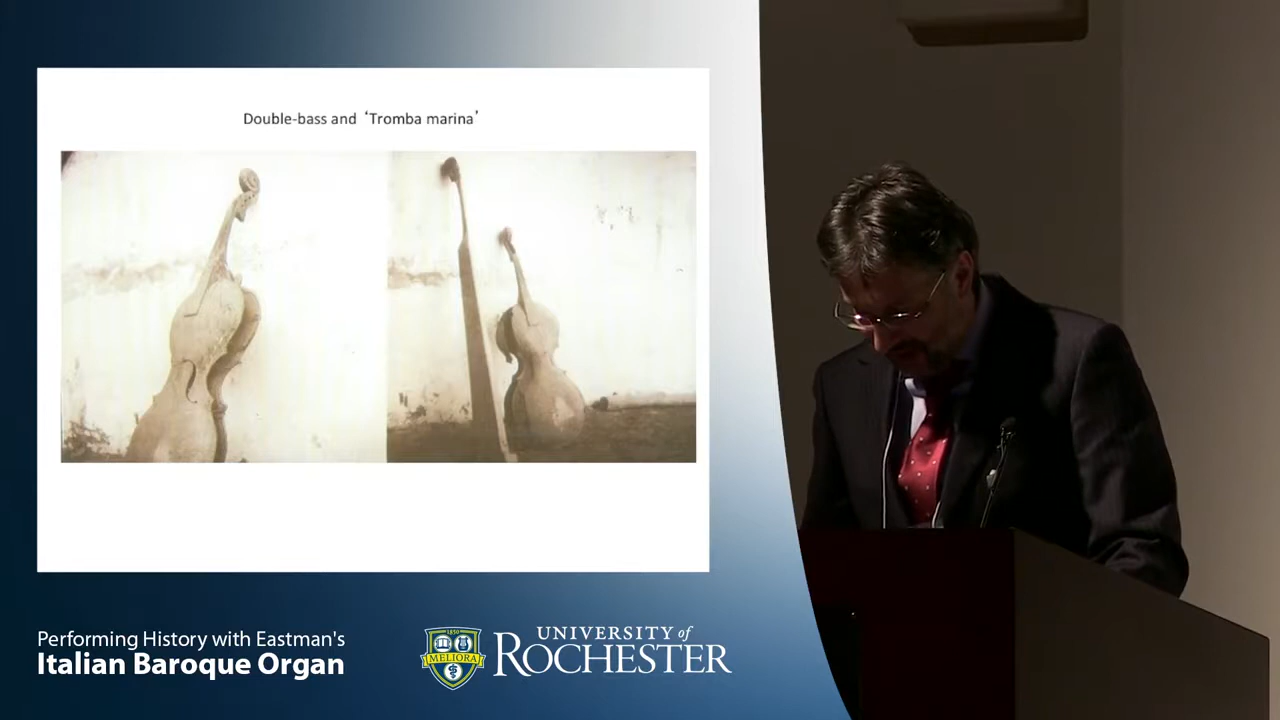 Double-bass and ‘Tromba marina’
Performing History with Eastman's
Italian Baroque Organ
1850
MELIORA
UNIVERSITY of
ROCHESTER